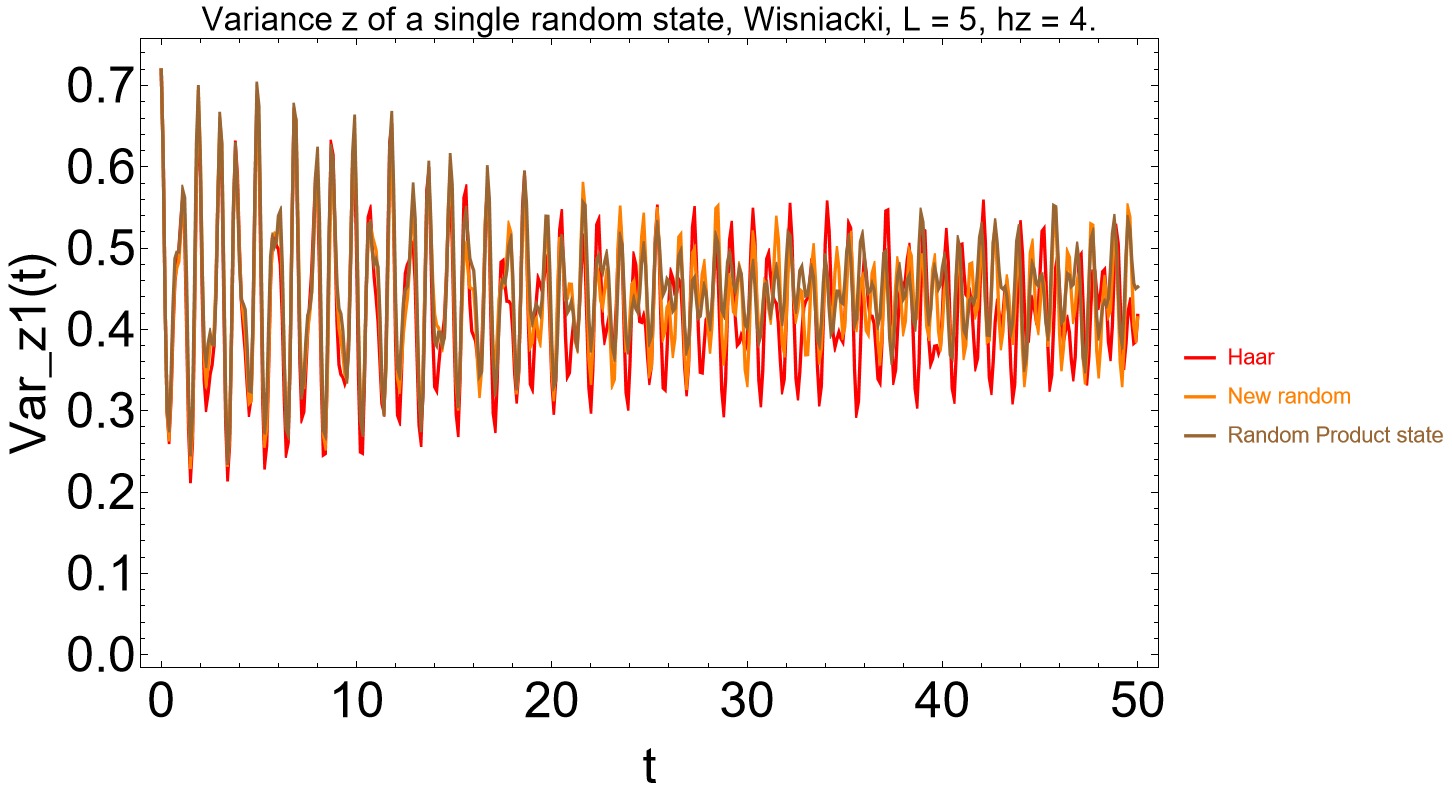 Variance z of a single random state, Wisniacki, L = 5, hz = 4.
Var_z1(t)
0.7
0.6
0.5
0.4
0.3
0.2
0.1
0.0
0 10 20 30 40 50
t
Haar
New random
Random Product state